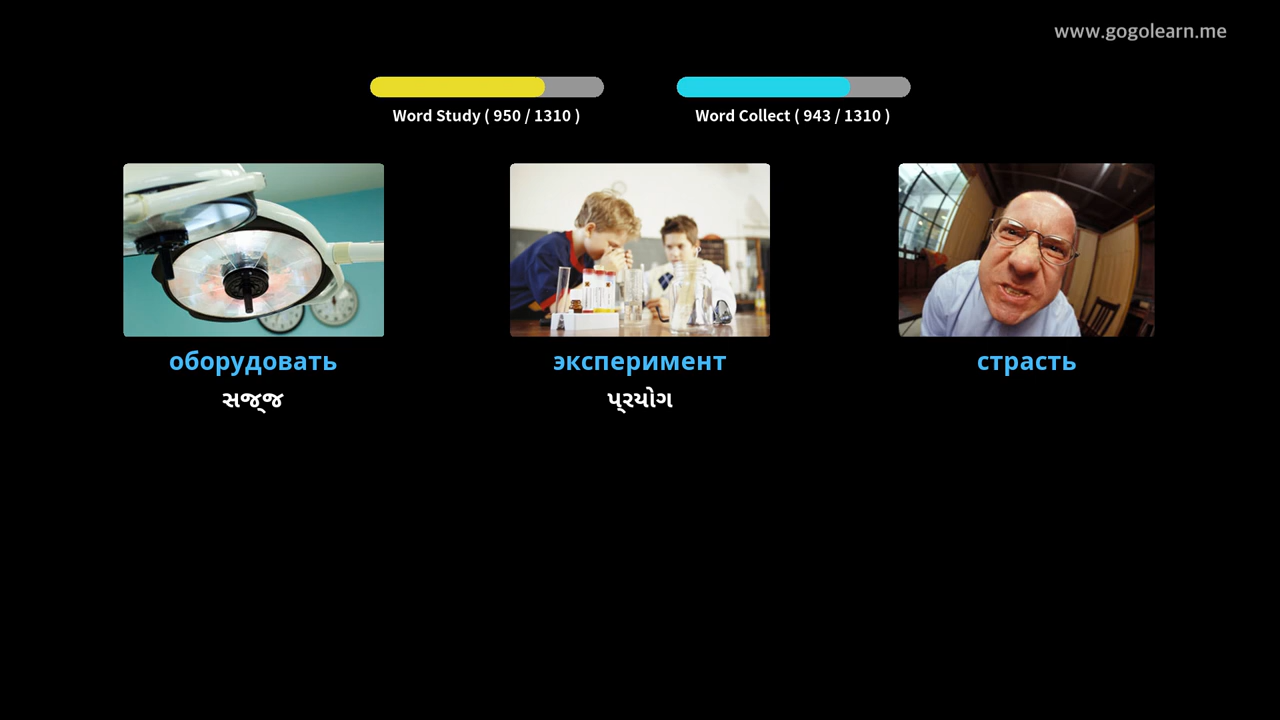 www.gogolearn.me
Word Study ( 950 / 1310 )
Word Collect ( 943 / 1310 )
оборудовать
эксперимент
страсть
સજ્જ
પ્રયોગ